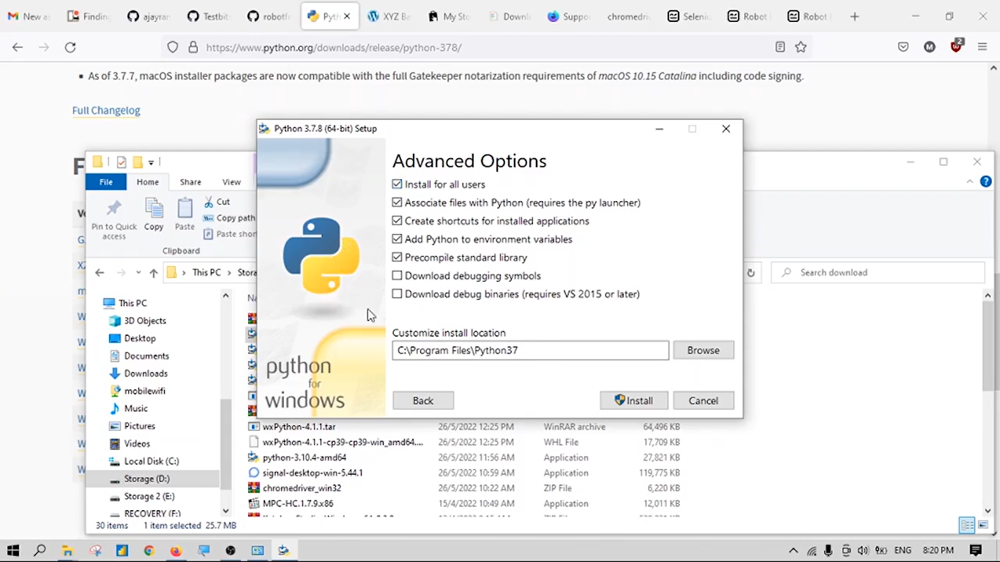 New a
Finding
ajayran
Testbits
robotfr
Pyth
XYZ Ba
My Sto
Downl
Suppo
chromedriv
Seleniu
Robot
Robot
https://www.python.org/downloads/release/python-378/
M
2
As of 3.7.7, macOS installer packages are now compatible with the full Gatekeeper notarization requirements of macOS 10.15 Catalina including code signing.
Full Changelog
Python 3.7.8 (64-bit) Setup
Advanced Options
Install for all users
Associate files with Python (requires the py launcher)
Create shortcuts for installed applications
Add Python to environment variables
Precompile standard library
Download debugging symbols
Download debug binaries (requires VS 2015 or later)
Customize install location
C:\Program Files\Python37
Browse
Back
Install
Cancel
python
for
windows
F
File
Home
Share
View
Ve
Pin to Quick
access
Copy
Paste
Cut
Copy path
Paste short
Clipboard
This PC
Stora
Search download
Na
This PC
3D Objects
Desktop
Documents
Downloads
mobilewifi
Music
Pictures
Videos
Local Disk (C:)
Storage (D:)
Storage 2 (E:)
RECOVERY (F:)
wxPython-4.1.1.tar 26/5/2022 12:25 PM WinRAR archive 64,496 KB
wxPython-4.1.1-cp39-cp39-win_amd64.... 26/5/2022 12:25 PM WHL File 17,709 KB
python-3.10.4-amd64 26/5/2022 11:56 AM Application 27,821 KB
signal-desktop-win-5.44.1 26/5/2022 10:59 AM Application 119,775 KB
chromedriver_win32 26/5/2022 10:22 AM ZIP File 6,220 KB
MPC-HC.1.7.9.x86 15/4/2022 10:49 AM Application 12,011 KB
30 items 1 item selected 25.7 MB
ENG
8:20 PM